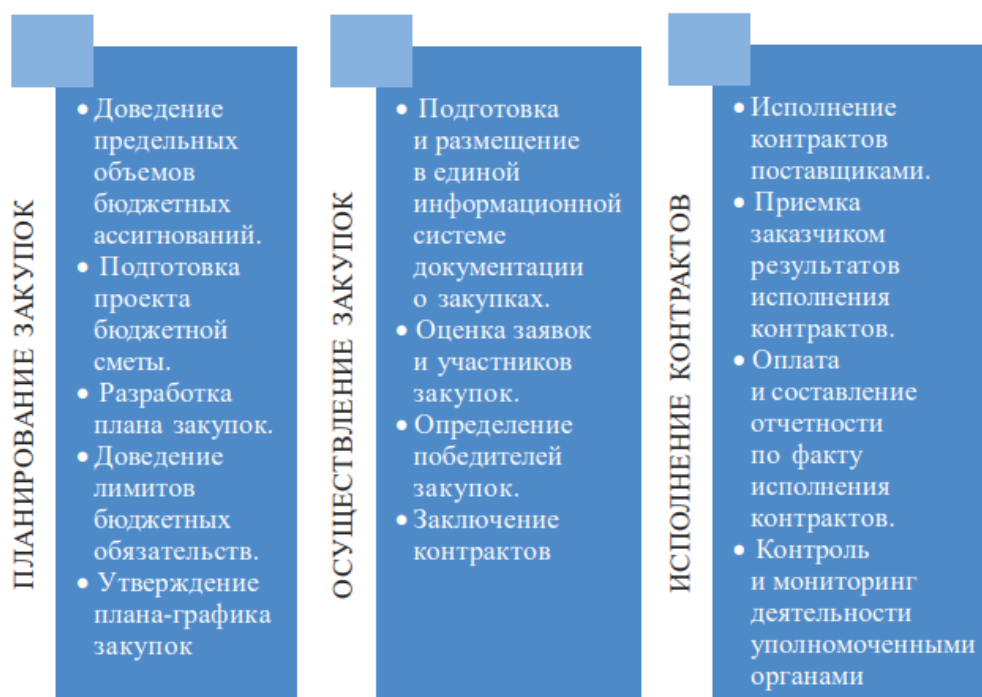 ПЛАНИРОВАНИЕ ЗАКУПОК
• Доведение
предельных
объемов
бюджетных
ассигнований.
• Подготовка
проекта
бюджетной
сметы.
• Разработка
плана закупок.
• Доведение
лимитов
бюджетных
обязательств.
• Утверждение
плана-графика
закупок
ОСУЩЕСТВЛЕНИЕ ЗАКУПОК
• Подготовка
и размещение
в единой
информационной
системе
документации
о закупках.
• Оценка заявок
и участников
закупок.
• Определение
победителей
закупок.
• Заключение
контрактов
ИСПОЛНЕНИЕ КОНТРАКТОВ
• Исполнение
контрактов
поставщиками.
• Приемка
заказчиком
результатов
исполнения
контрактов.
• Оплата
и составление
отчетности
по факту
исполнения
контрактов.
• Контроль
и мониторинг
деятельности
уполномоченными
органами